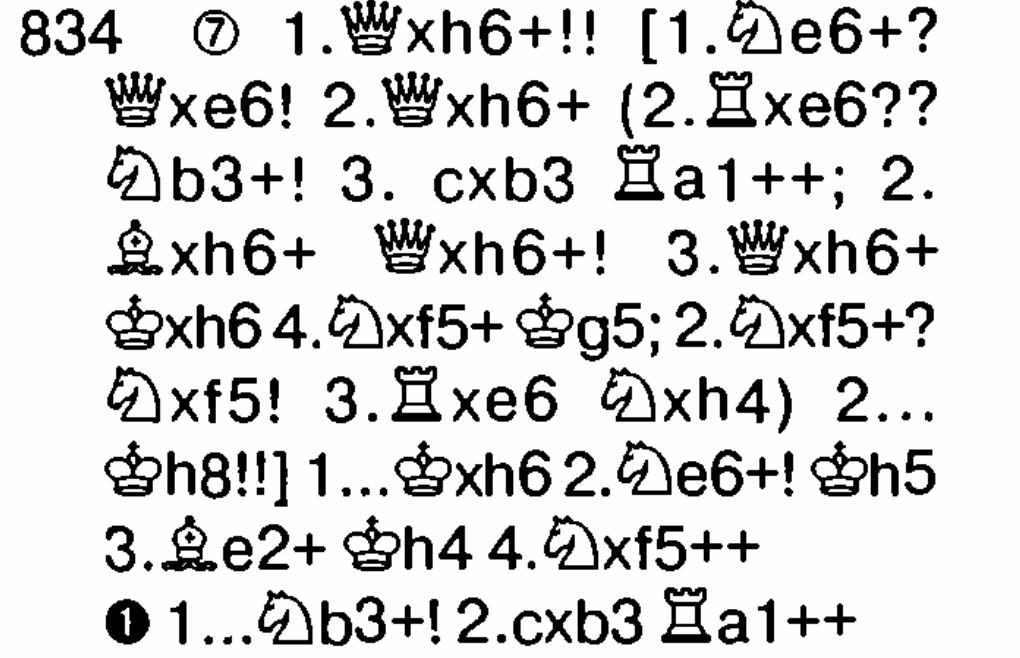 834 ⑦ 1.♕xh6+!! [1.♘e6+?
♕xe6! 2.♕xh6+ (2.♖xe6??
♘b3+! 3. cxb3 ♖a1++; 2.
♗xh6+ ♕xh6+! 3.♕xh6+
♔xh6 4.♘xf5+ ♔g5; 2.♘xf5+?
♘xf5! 3.♖xe6 ♘xh4) 2...
♔h8!!] 1...♔xh6 2.♘e6+! ♔h5
3.♗e2+ ♔h4 4.♘xf5++
❶ 1...♘b3+! 2.cxb3 ♖a1++